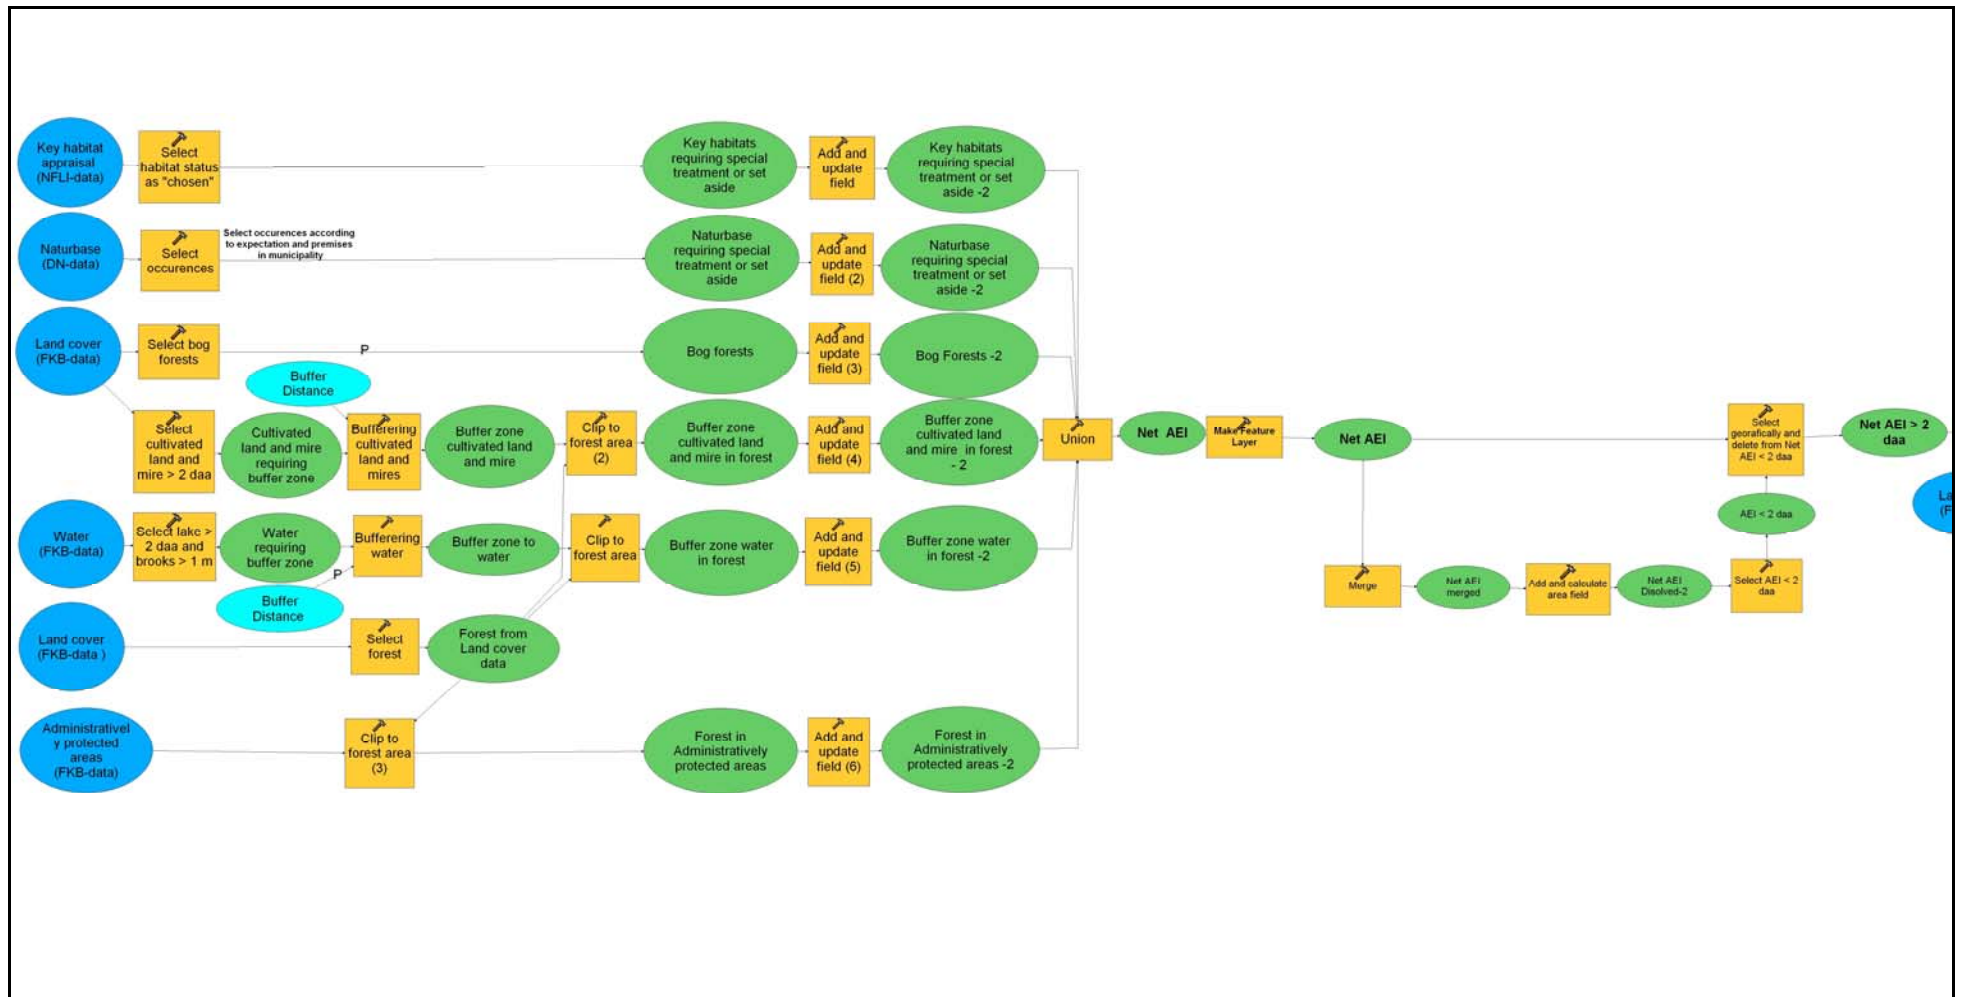 Key habitat
appraisal
(NFLI-data)
Select
habitat status
as "chosen"
Key habitats
requiring special
treatment or set
aside
Add and
update
field
Key habitats
requiring special
treatment or set
aside -2
Naturbase
(DN-data)
Select
occurences
Select occurences according
to expectation and premises
in municipality
Naturbase
requiring special
treatment or set
aside
Add and
update
field (2)
Naturbase
requiring special
treatment or set
aside -2
Land cover
(FKB-data)
Select bog
forests
P
Bog forests
Add and
update
field (3)
Bog Forests -2
Buffer
Distance
Select
cultivated
land and
mire > 2 daa
Cultivated
land and mire
requiring
buffer zone
Bufferering
cultivated
land and
mires
Buffer zone
cultivated land
and mire
Clip to
forest area
(2)
Buffer zone
cultivated land
and mire in forest
Add and
update
field (4)
Buffer zone
cultivated land
and mire in forest
- 2
Union
Net AEI
Make Feature
Layer
Net AEI
Select
georafically and
delete from Net
AEI < 2 daa
Net AEI > 2
daa
La
(F
AEI < 2 daa
Water
(FKB-data)
Select lake >
2 daa and
brooks > 1 m
Water
requiring
buffer zone
Bufferering
water
Buffer zone to
water
Clip to
forest area
Buffer zone water
in forest
Add and
update
field (5)
Buffer zone water
in forest -2
P
Buffer
Distance
Merge
Net AEI
merged
Add and calculate
area field
Net AEI
Disolved-2
Select AEI < 2
daa
Land cover
(FKB-data )
Select
forest
Forest from
Land cover
data
Administrativel
y protected
areas
(FKB-data)
Clip to
forest area
(3)
Forest in
Administratively
protected areas
Add and
update
field (6)
Forest in
Administratively
protected areas -2